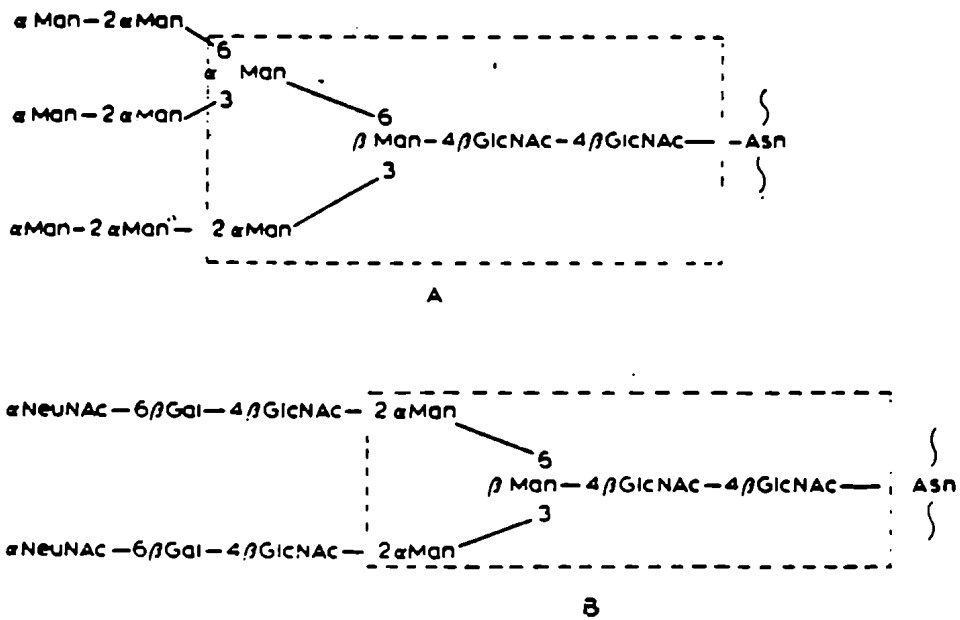 αMan-2αMan
6
α Man
αMan-2αMan 3
6
βMan-4βGlcNAc-4βGlcNAc— -Asn
3
αMan-2αMan- 2αMan
A
αNeuNAc-6βGal-4βGlcNAc- 2αMan
6
βMan-4βGlcNAc-4βGlcNAc— Asn
3
αNeuNAc-6βGal-4βGlcNAc- 2αMan
B